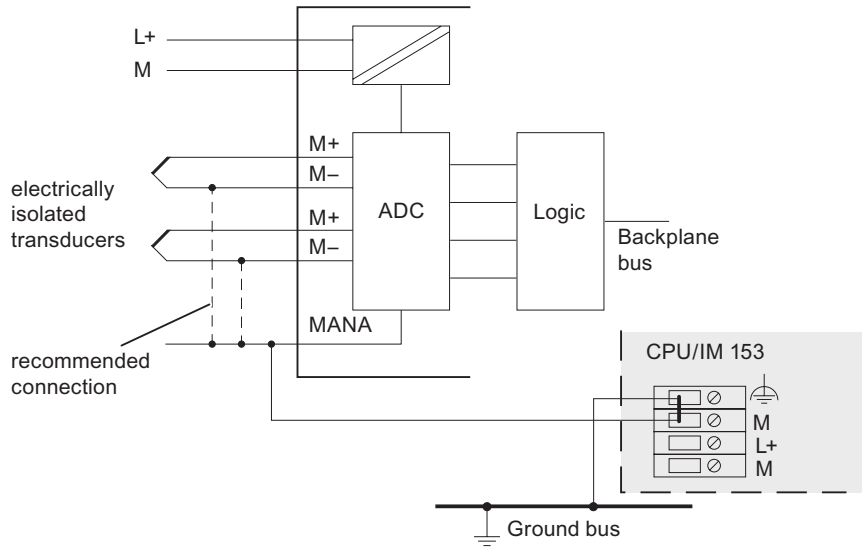 L+
M
M+
M–
M+
M–
electrically
isolated
transducers
ADC
Logic
Backplane
bus
MANA
recommended
connection
CPU/IM 153
M
L+
M
Ground bus